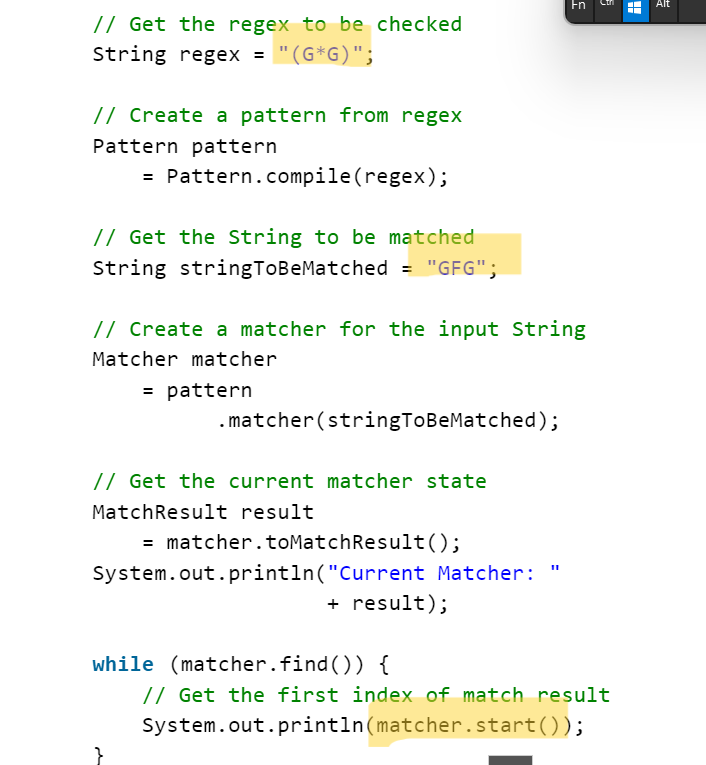 Fn Ctrl Alt
// Get the regex to be checked
String regex = "(G*G)";
// Create a pattern from regex
Pattern pattern
= Pattern.compile(regex);
// Get the String to be matched
String stringToBeMatched = "GFG";
// Create a matcher for the input String
Matcher matcher
= pattern
.matcher(stringToBeMatched);
// Get the current matcher state
MatchResult result
= matcher.toMatchResult();
System.out.println("Current Matcher: "
+ result);
while (matcher.find()) {
// Get the first index of match result
System.out.println(matcher.start());
}